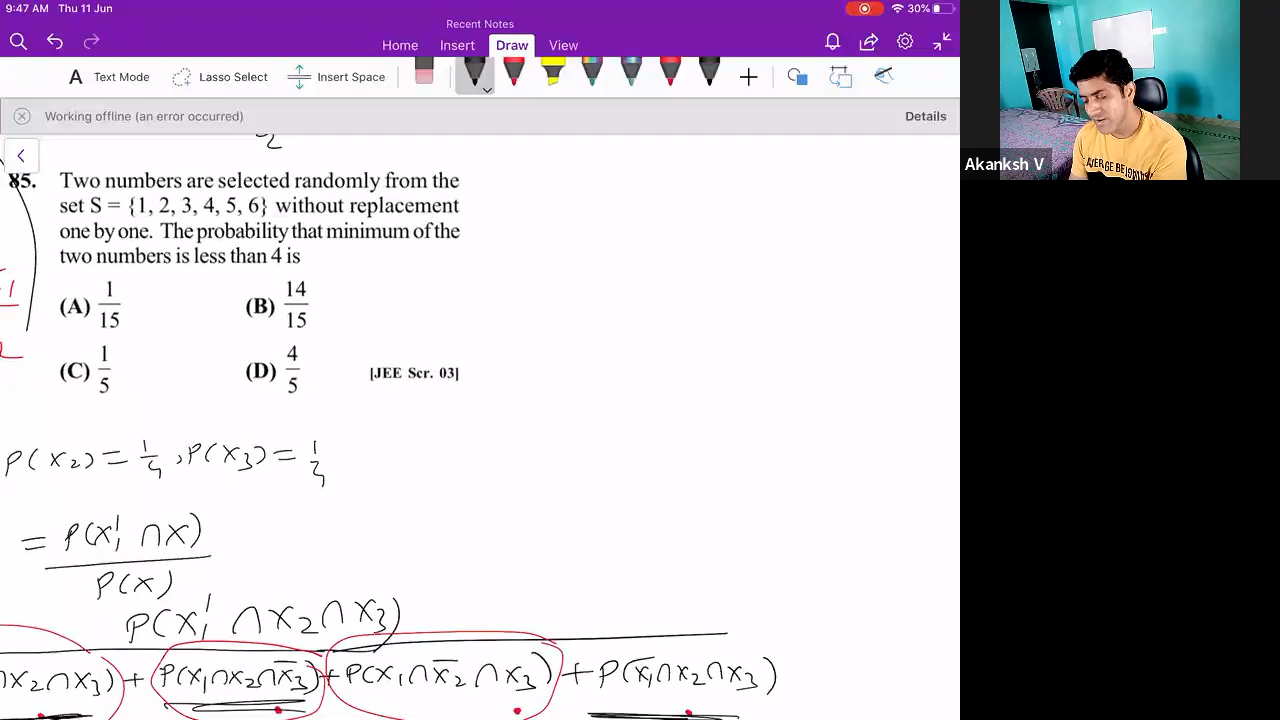 9:47 AM Thu 11 Jun
30%
Recent Notes
Home Insert Draw View
A Text Mode Lasso Select Insert Space
Working offline (an error occurred)
Details
Akanksh V
2
85. Two numbers are selected randomly from the
set S = {1, 2, 3, 4, 5, 6} without replacement
one by one. The probability that minimum of the
two numbers is less than 4 is
(A) 1/15 (B) 14/15
(C) 1/5 (D) 4/5 [JEE Scr. 03]
P(X2) = 1/4, P(X3) = 1/4
= P(X1' ∩ X)
P(X)
P(X1' ∩ X2 ∩ X3)
∩ X2 ∩ X3) + P(X1 ∩ X2 ∩ X̄3) + P(X1 ∩ X̄2 ∩ X3) + P(X̄1 ∩ X2 ∩ X3)